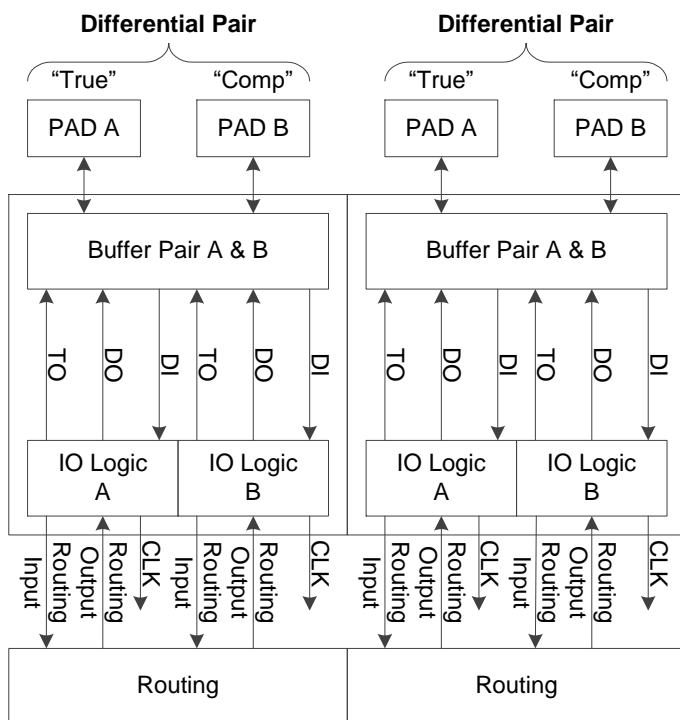 Differential Pair Differential Pair
“True” “Comp” “True” “Comp”
PAD A PAD B PAD A PAD B
Buffer Pair A & B Buffer Pair A & B
TO DO DI TO DO DI TO DO DI TO DO DI
IO Logic IO Logic IO Logic IO Logic
A B A B
Routing Input Routing Output CLK Routing Input Routing Output CLK Routing Input Routing Output CLK Routing Input Routing Output CLK
Routing Routing